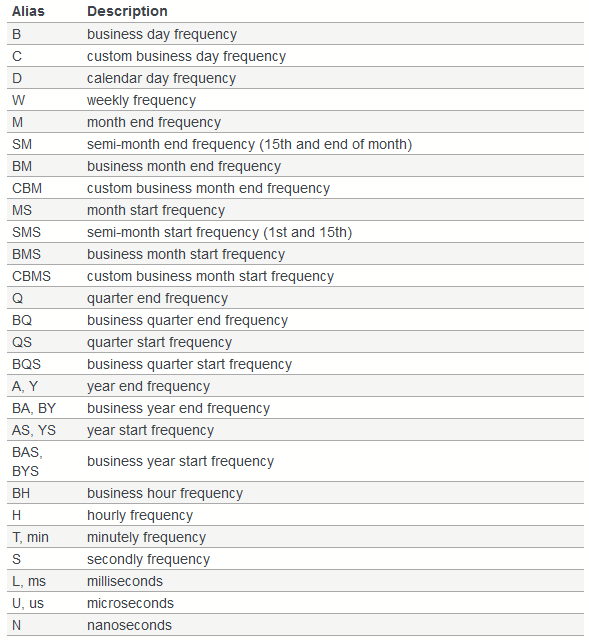 Alias Description
B business day frequency
C custom business day frequency
D calendar day frequency
W weekly frequency
M month end frequency
SM semi-month end frequency (15th and end of month)
BM business month end frequency
CBM custom business month end frequency
MS month start frequency
SMS semi-month start frequency (1st and 15th)
BMS business month start frequency
CBMS custom business month start frequency
Q quarter end frequency
BQ business quarter end frequency
QS quarter start frequency
BQS business quarter start frequency
A, Y year end frequency
BA, BY business year end frequency
AS, YS year start frequency
BAS,
BYS business year start frequency
BH business hour frequency
H hourly frequency
T, min minutely frequency
S secondly frequency
L, ms milliseconds
U, us microseconds
N nanoseconds